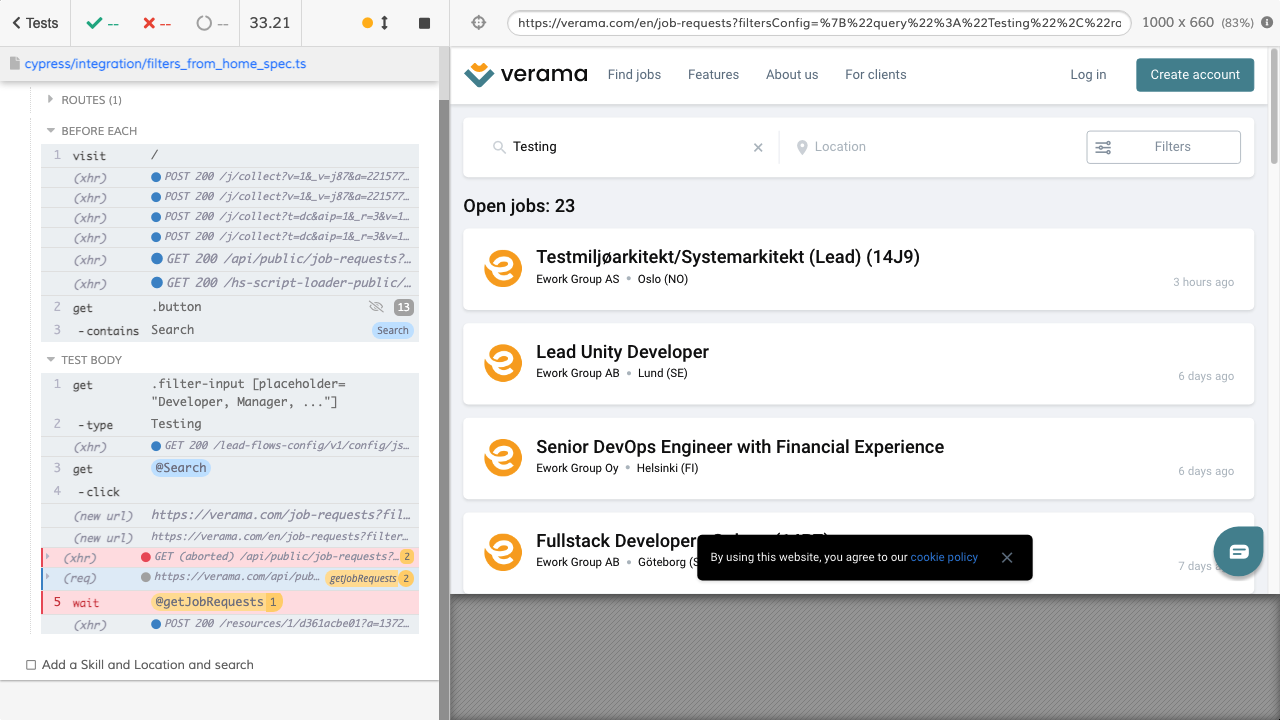 Tests
--
--
--
33.21
cypress/integration/filters_from_home_spec.ts
ROUTES (1)
BEFORE EACH
1 visit /
(xhr) POST 200 /j/collect?v=1&_v=j87&a=221577...
(xhr) POST 200 /j/collect?v=1&_v=j87&a=221577...
(xhr) POST 200 /j/collect?t=dc&aip=1&_r=3&v=1...
(xhr) POST 200 /j/collect?t=dc&aip=1&_r=3&v=1...
(xhr) GET 200 /api/public/job-requests?...
(xhr) GET 200 /hs-script-loader-public/...
2 get .button 13
3 -contains Search Search
TEST BODY
1 get .filter-input [placeholder=
"Developer, Manager, ..."]
2 -type Testing
(xhr) GET 200 /lead-flows-config/v1/config/js...
3 get @Search
4 -click
(new url) https://verama.com/job-requests?fil...
(new url) https://verama.com/en/job-requests?filter...
(xhr) GET (aborted) /api/public/job-requests?... 2
(req) https://verama.com/api/pub... getJobRequests 2
5 wait @getJobRequests 1
(xhr) POST 200 /resources/1/d361acbe01?a=1372...
Add a Skill and Location and search
https://verama.com/en/job-requests?filtersConfig=%7B%22query%22%3A%22Testing%22%2C%22ro
1000 x 660 (83%)
verama
Find jobs
Features
About us
For clients
Log in
Create account
Testing
Location
Filters
Open jobs: 23
Testmiljøarkitekt/Systemarkitekt (Lead) (14J9)
Ework Group AS • Oslo (NO)
3 hours ago
Lead Unity Developer
Ework Group AB • Lund (SE)
6 days ago
Senior DevOps Engineer with Financial Experience
Ework Group Oy • Helsinki (FI)
6 days ago
Fullstack Developer
Ework Group AB • Göteborg (S
7 days
By using this website, you agree to our cookie policy